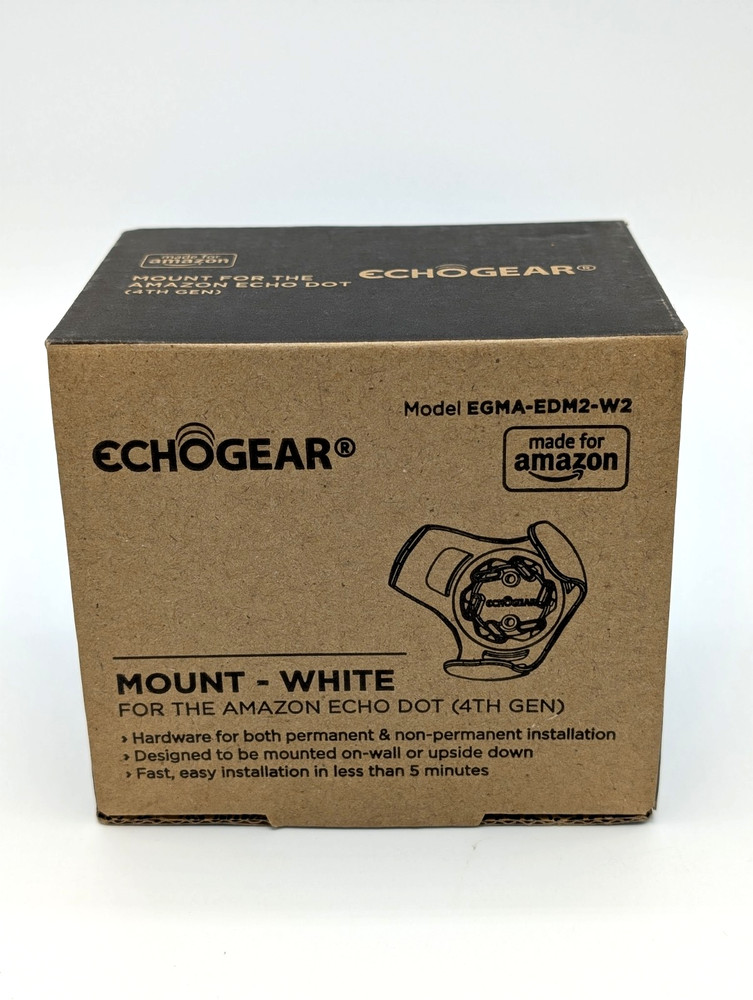 made for
amazon
MOUNT FOR THE
AMAZON ECHO DOT
(4TH GEN)
ECHOGEAR®
Model EGMA-EDM2-W2
ECHOGEAR®
made for
amazon
ECHOGEAR
MOUNT - WHITE
FOR THE AMAZON ECHO DOT (4TH GEN)
› Hardware for both permanent & non-permanent installation
› Designed to be mounted on-wall or upside down
› Fast, easy installation in less than 5 minutes